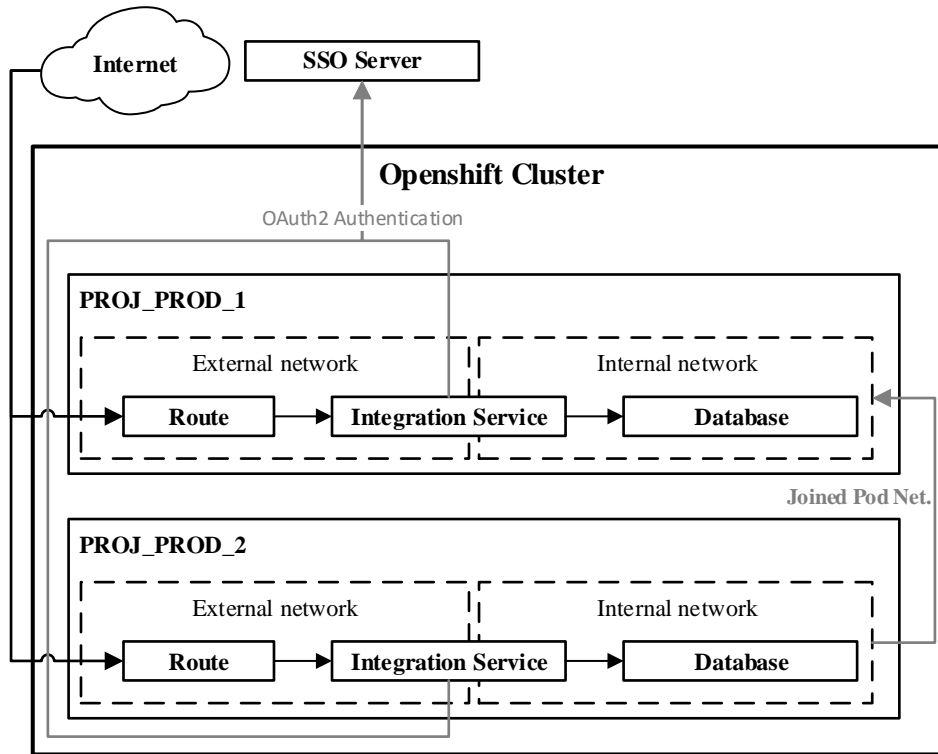 Internet
SSO Server
Openshift Cluster
OAuth2 Authentication
PROJ_PROD_1
External network
Internal network
Route
Integration Service
Database
Joined Pod Net.
PROJ_PROD_2
External network
Internal network
Route
Integration Service
Database